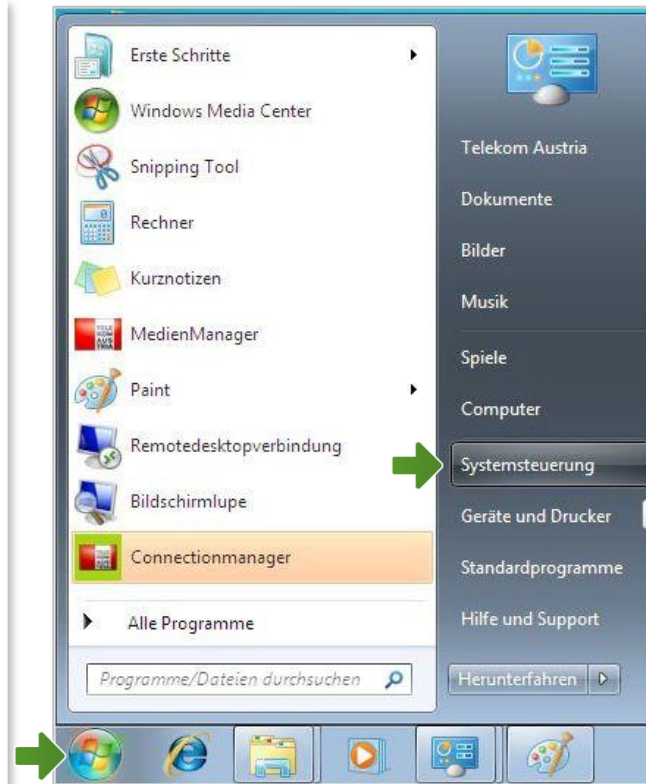 Erste Schritte
Windows Media Center
Snipping Tool
Rechner
Kurznotizen
MedienManager
Paint
Remotedesktopverbindung
Bildschirmlupe
Connectionmanager
Alle Programme
Programme/Dateien durchsuchen
Telekom Austria
Dokumente
Bilder
Musik
Spiele
Computer
Systemsteuerung
Geräte und Drucker
Standardprogramme
Hilfe und Support
Herunterfahren